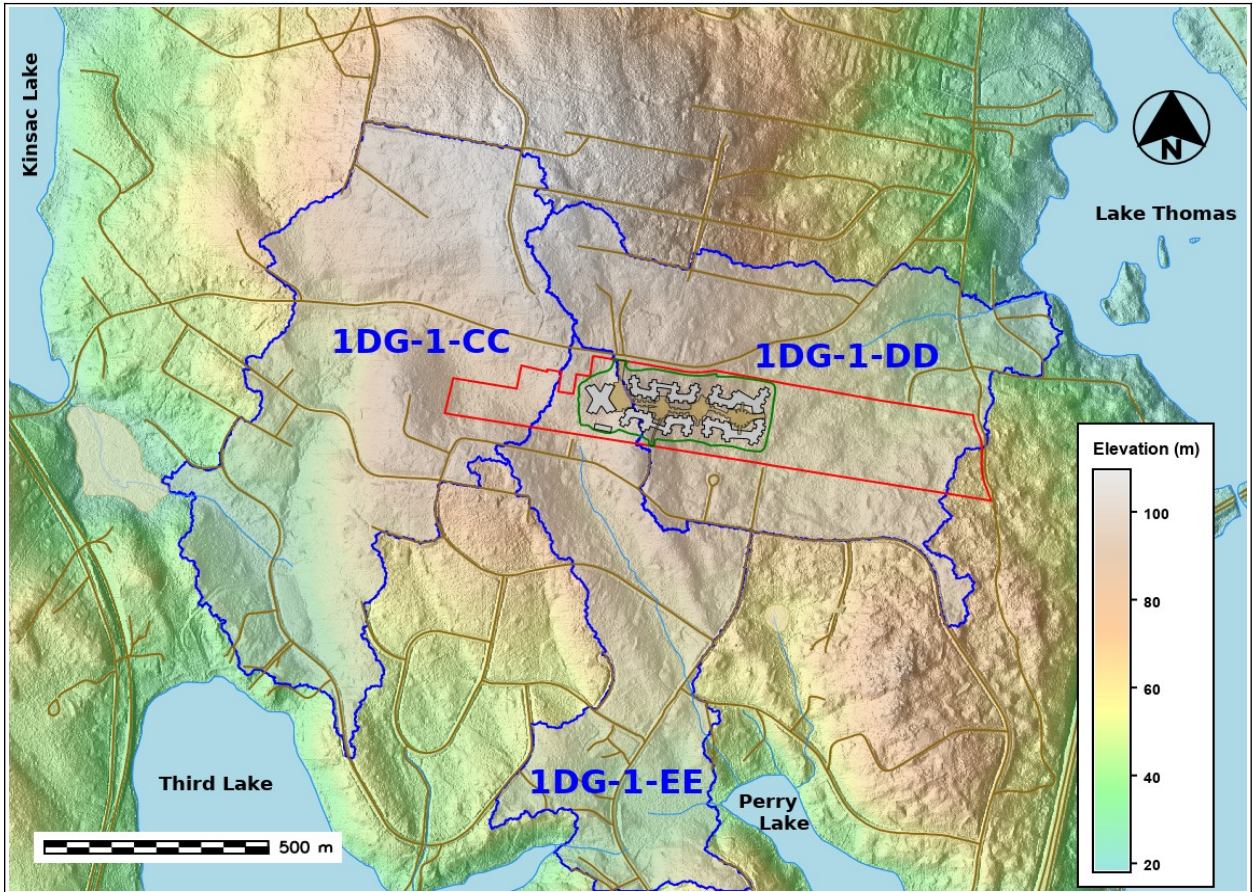 Kinsac Lake
N
Lake Thomas
1DG-1-CC
1DG-1-DD
Elevation (m)
100
80
60
40
20
1DG-1-EE
Third Lake
Perry
Lake
500 m